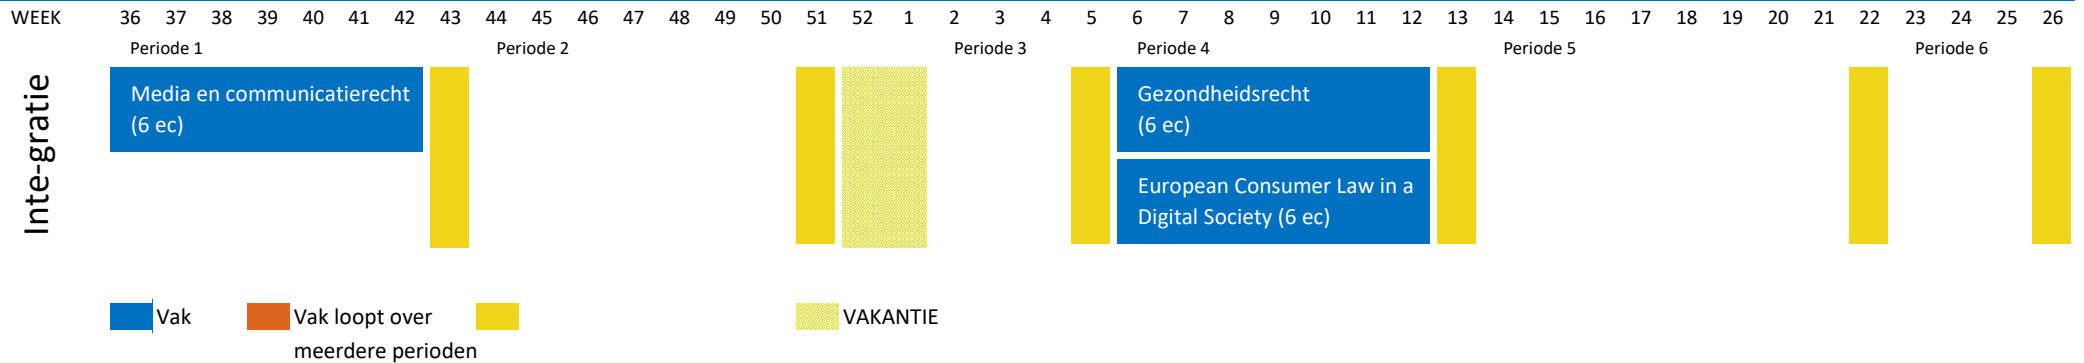 WEEK 36 37 38 39 40 41 42 43 44 45 46 47 48 49 50 51 52 1 2 3 4 5 6 7 8 9 10 11 12 13 14 15 16 17 18 19 20 21 22 23 24 25 26
Periode 1 Periode 2 Periode 3 Periode 4 Periode 5 Periode 6
Inte-gratie
Media en communicatierecht
(6 ec)
Gezondheidsrecht
(6 ec)
European Consumer Law in a
Digital Society (6 ec)
Vak
Vak loopt over
meerdere perioden
VAKANTIE